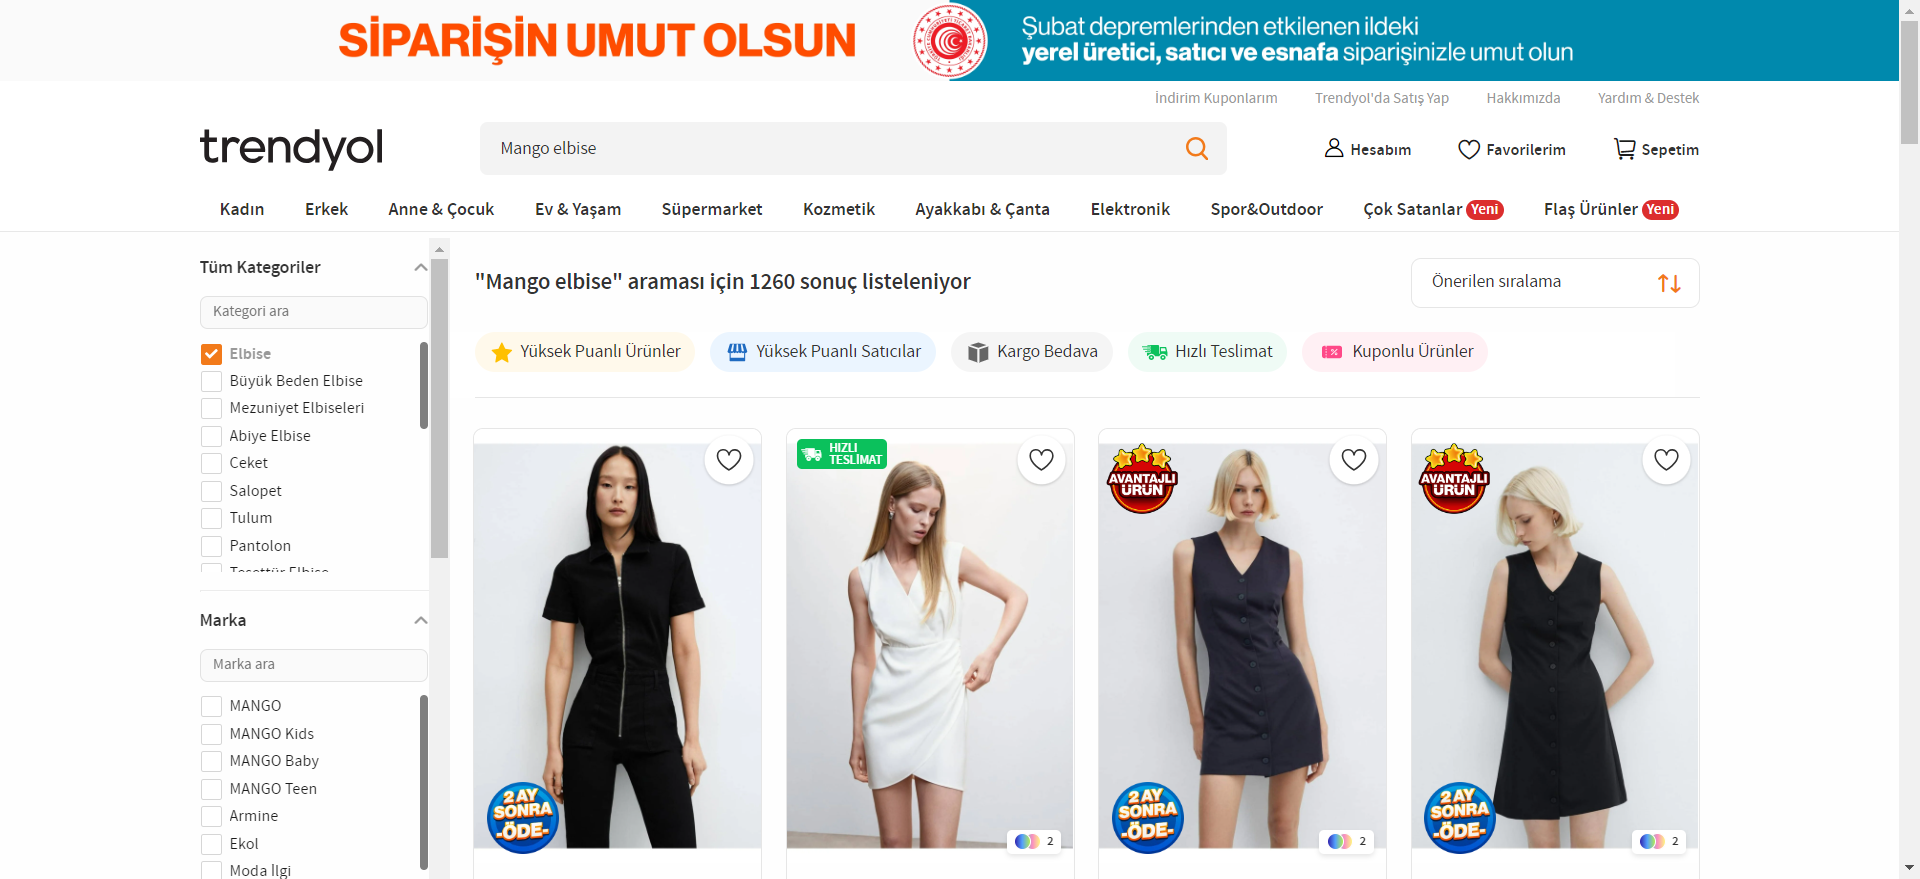 SİPARİŞİN UMUT OLSUN
Şubat depremlerinden etkilenen ildeki
yerel üretici, satıcı ve esnafa siparişinizle umut olun
İndirim Kuponlarım
Trendyol'da Satış Yap
Hakkımızda
Yardım & Destek
trendyol
Mango elbise
Hesabım
Favorilerim
Sepetim
Kadın
Erkek
Anne & Çocuk
Ev & Yaşam
Süpermarket
Kozmetik
Ayakkabı & Çanta
Elektronik
Spor&Outdoor
Çok Satanlar Yeni
Flaş Ürünler Yeni
Tüm Kategoriler
Kategori ara
Elbise
Büyük Beden Elbise
Mezuniyet Elbiseleri
Abiye Elbise
Ceket
Salopet
Tulum
Pantolon
Tesettür Elbise
Marka
Marka ara
MANGO
MANGO Kids
MANGO Baby
MANGO Teen
Armine
Ekol
Moda İlgi
"Mango elbise" araması için 1260 sonuç listeleniyor
Önerilen sıralama
Yüksek Puanlı Ürünler
Yüksek Puanlı Satıcılar
Kargo Bedava
Hızlı Teslimat
Kuponlu Ürünler
2 AY
SONRA
-ÖDE-
HIZLI
TESLİMAT
2
AVANTAJLI
ÜRÜN
2 AY
SONRA
-ÖDE-
2
AVANTAJLI
ÜRÜN
2 AY
SONRA
-ÖDE-
2